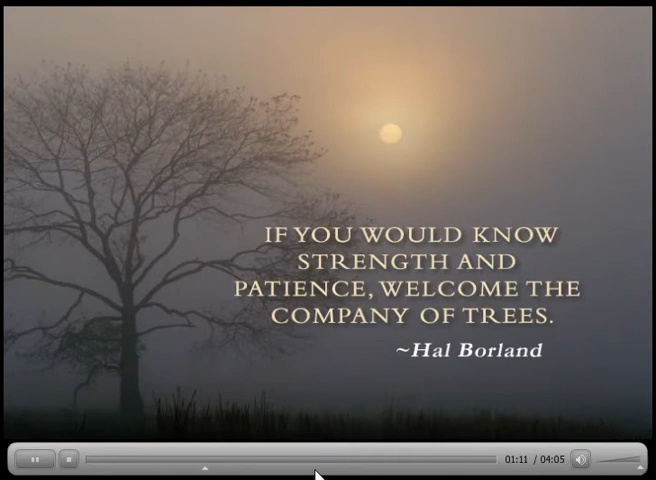 IF YOU WOULD KNOW
STRENGTH AND
PATIENCE, WELCOME THE
COMPANY OF TREES.
~Hal Borland
01:11 / 04:05